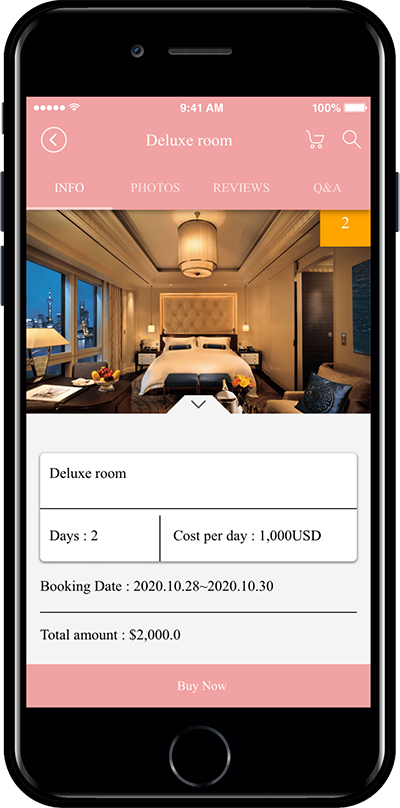 9:41 AM 100%
Deluxe room
INFO PHOTOS REVIEWS Q&A
2
Deluxe room
Days : 2 Cost per day : 1,000USD
Booking Date : 2020.10.28~2020.10.30
Total amount : $2,000.0
Buy Now